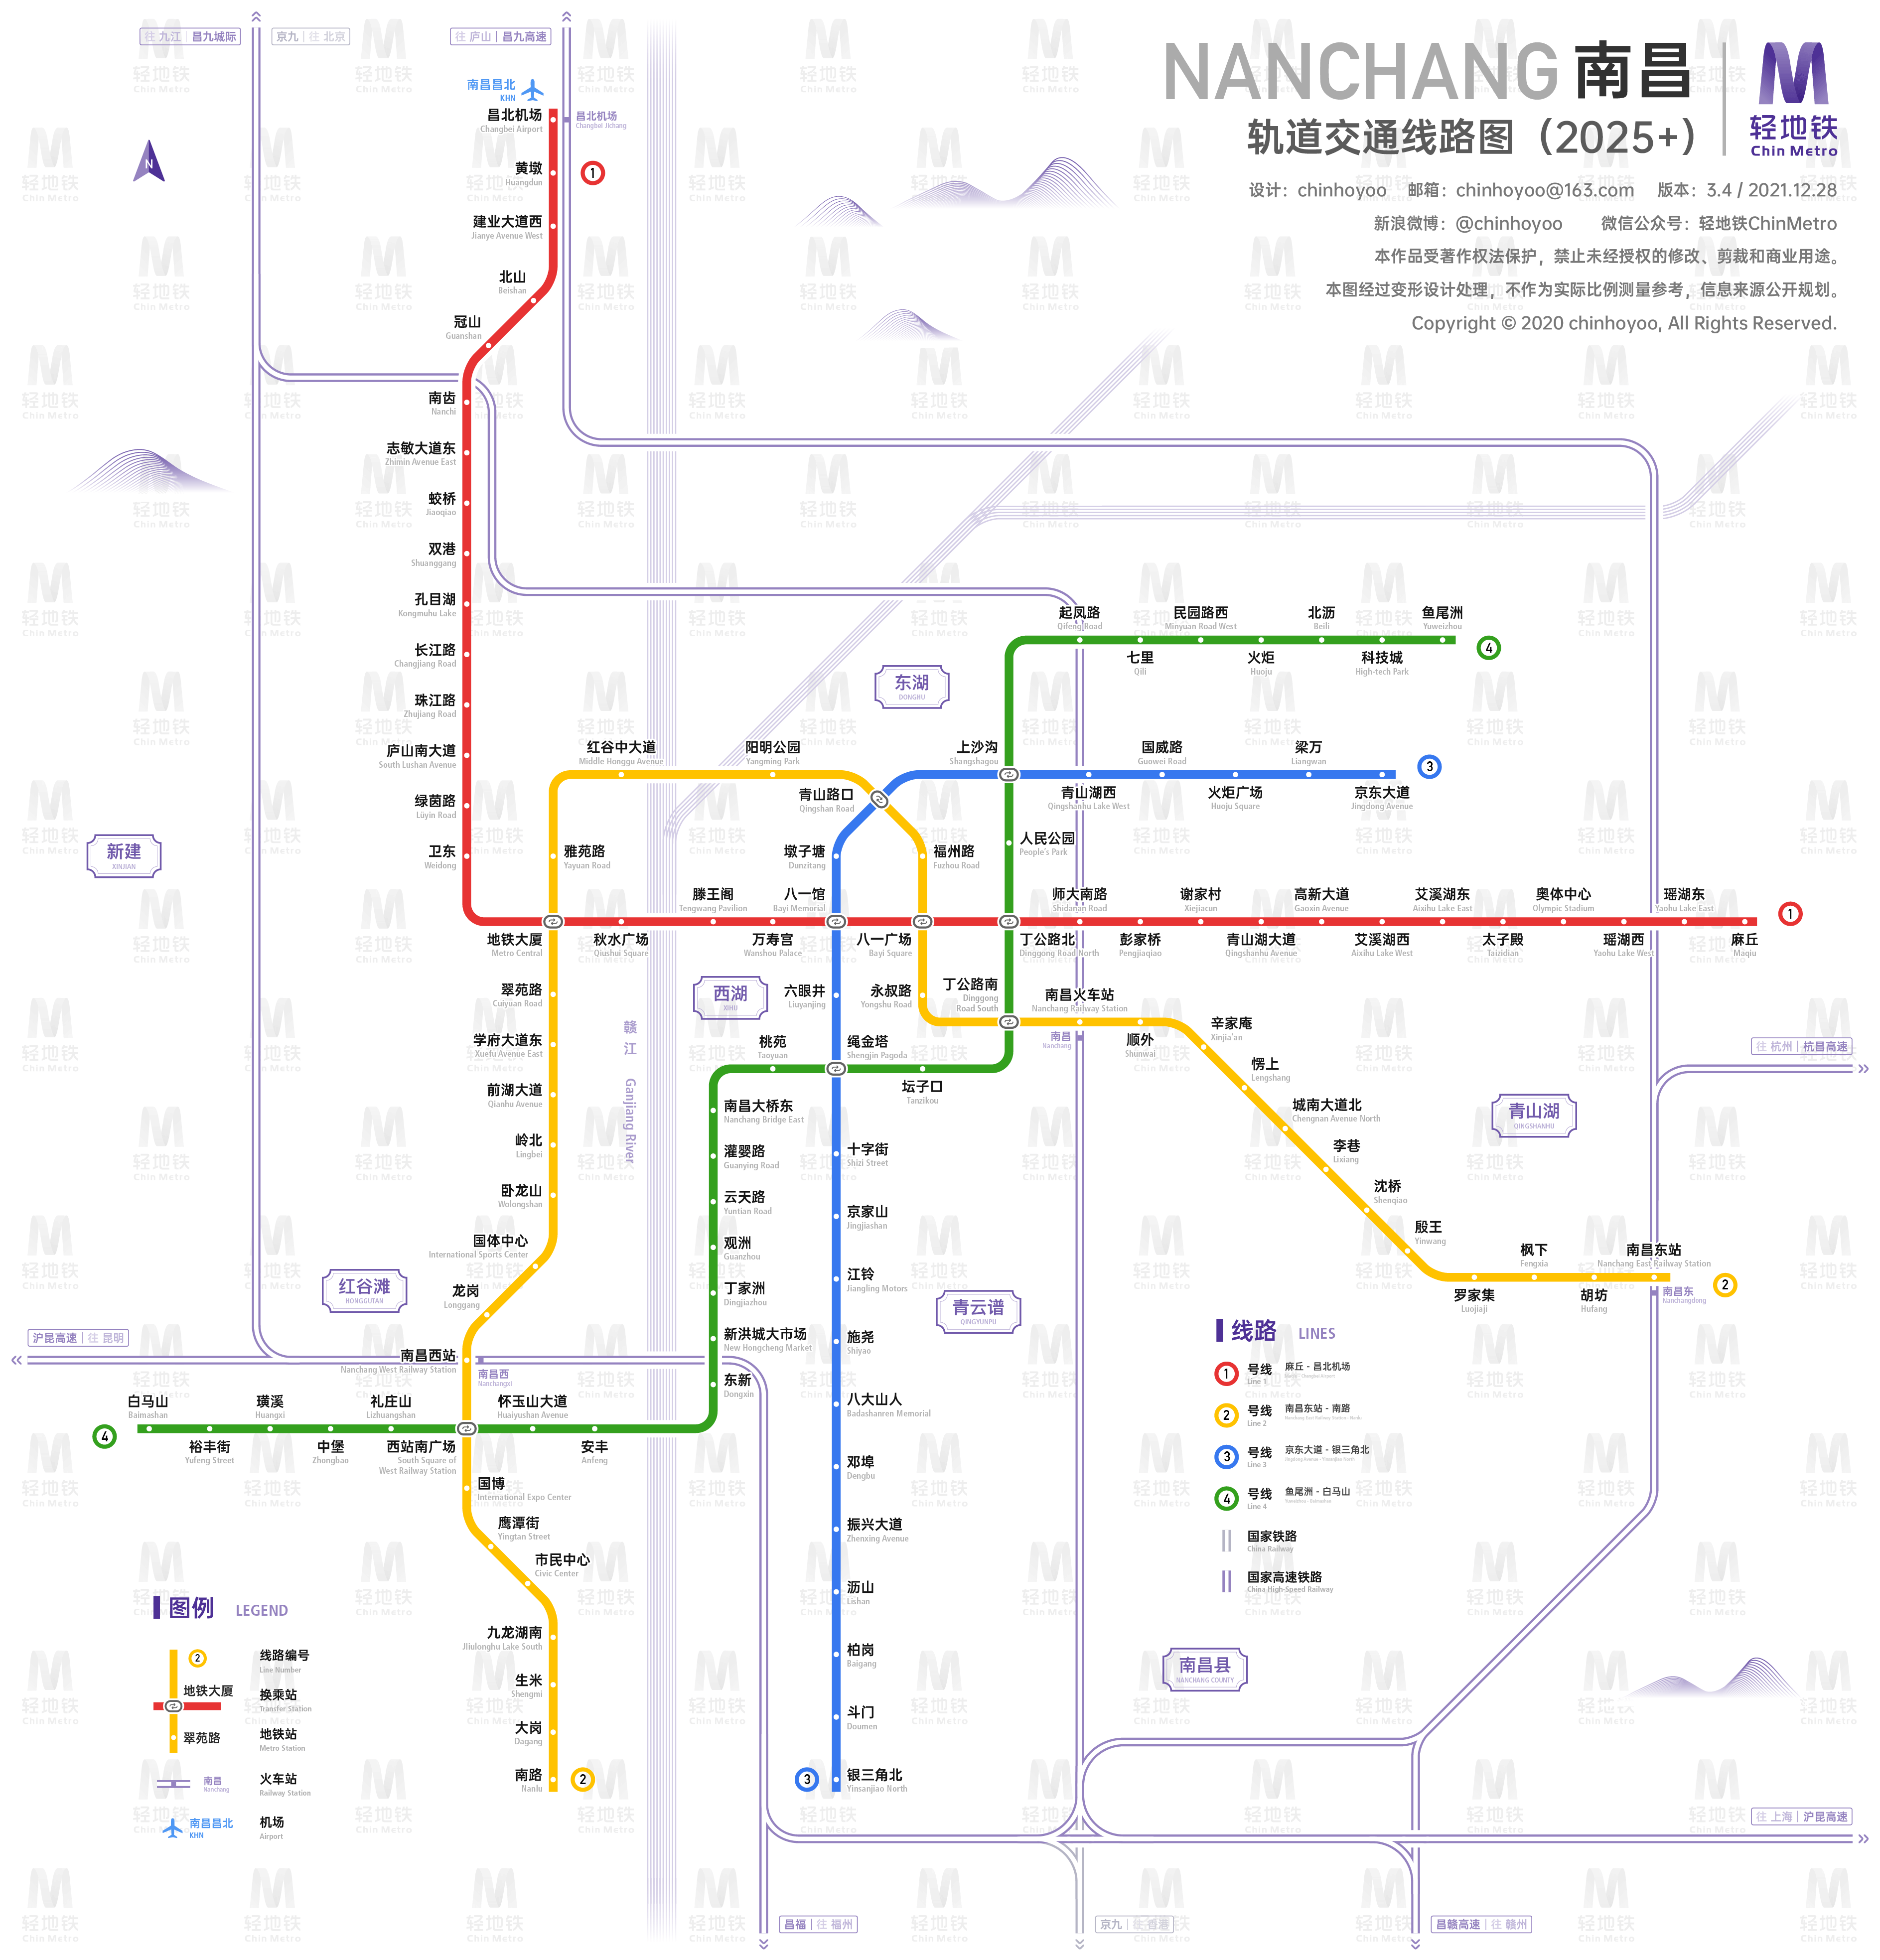 往 九江 | 昌九城际
京九 | 往 北京
往 庐山 | 昌九高速
NANCHANG 南昌
轨道交通线路图（2025+）
轻地铁
Chin Metro
设计：chinhoyoo 邮箱：chinhoyoo@163.com 版本：3.4 / 2021.12.28
新浪微博：@chinhoyoo 微信公众号：轻地铁ChinMetro
本作品受著作权法保护，禁止未经授权的修改、剪裁和商业用途。
本图经过变形设计处理，不作为实际比例测量参考，信息来源公开规划。
Copyright © 2020 chinhoyoo, All Rights Reserved.
N
南昌昌北
KHN
昌北机场
Changbei Airport
昌北机场
Changbei Jichang
1
黄墩
Huangdun
建业大道西
Jianye Avenue West
北山
Beishan
冠山
Guanshan
南齿
Nanchi
志敏大道东
Zhimin Avenue East
蛟桥
Jiaoqiao
双港
Shuanggang
孔目湖
Kongmuhu Lake
长江路
Changjiang Road
珠江路
Zhujiang Road
庐山南大道
South Lushan Avenue
绿茵路
Lüyin Road
卫东
Weidong
地铁大厦
Metro Central
秋水广场
Qiushui Square
滕王阁
Tengwang Pavilion
万寿宫
Wanshou Palace
八一馆
Bayi Memorial
八一广场
Bayi Square
丁公路北
Dinggong Road North
师大南路
Shidanan Road
彭家桥
Pengjiaqiao
谢家村
Xiejiacun
青山湖大道
Qingshanhu Avenue
高新大道
Gaoxin Avenue
艾溪湖西
Aixihu Lake West
艾溪湖东
Aixihu Lake East
太子殿
Taizidian
奥体中心
Olympic Stadium
瑶湖西
Yaohu Lake West
瑶湖东
Yaohu Lake East
麻丘
Maqiu
1
起凤路
Qifeng Road
七里
Qili
民园路西
Minyuan Road West
火炬
Huoju
北沥
Beili
科技城
High-tech Park
鱼尾洲
Yuweizhou
4
东湖
DONGHU
红谷中大道
Middle Honggu Avenue
阳明公园
Yangming Park
青山路口
Qingshan Road
上沙沟
Shangshagou
青山湖西
Qingshanhu Lake West
国威路
Guowei Road
火炬广场
Huoju Square
梁万
Liangwan
京东大道
Jingdong Avenue
3
人民公园
People's Park
新建
XINJIAN
雅苑路
Yayuan Road
墩子塘
Dunzitang
福州路
Fuzhou Road
西湖
XIHU
六眼井
Liuyanjing
永叔路
Yongshu Road
丁公路南
Dinggong
Road South
南昌火车站
Nanchang Railway Station
南昌
Nanchang
顺外
Shunwai
辛家庵
Xinjia'an
愣上
Lengshang
城南大道北
Chengnan Avenue North
李巷
Lixiang
沈桥
Shenqiao
殷王
Yinwang
罗家集
Luojiaji
枫下
Fengxia
胡坊
Hufang
南昌东站
Nanchang East Railway Station
南昌东
Nanchangdong
2
往 杭州 | 杭昌高速
青山湖
QINGSHANHU
翠苑路
Cuiyuan Road
学府大道东
Xuefu Avenue East
前湖大道
Qianhu Avenue
岭北
Lingbei
卧龙山
Wolongshan
国体中心
International Sports Center
龙岗
Longgang
红谷滩
HONGGUTAN
赣江
Ganjiang River
桃苑
Taoyuan
绳金塔
Shengjin Pagoda
坛子口
Tanzikou
南昌大桥东
Nanchang Bridge East
灌婴路
Guanying Road
云天路
Yuntian Road
观洲
Guanzhou
丁家洲
Dingjiazhou
新洪城大市场
New Hongcheng Market
东新
Dongxin
十字街
Shizi Street
京家山
Jingjiashan
江铃
Jiangling Motors
施尧
Shiyao
八大山人
Badashanren Memorial
邓埠
Dengbu
振兴大道
Zhenxing Avenue
沥山
Lishan
柏岗
Baigang
斗门
Doumen
银三角北
Yinsanjiao North
3
青云谱
QINGYUNPU
沪昆高速 | 往 昆明
南昌西站
Nanchang West Railway Station
南昌西
Nanchangxi
白马山
Baimashan
4
裕丰街
Yufeng Street
璜溪
Huangxi
中堡
Zhongbao
礼庄山
Lizhuangshan
西站南广场
South Square of
West Railway Station
怀玉山大道
Huaiyushan Avenue
安丰
Anfeng
国博
International Expo Center
鹰潭街
Yingtan Street
市民中心
Civic Center
九龙湖南
Jiulonghu Lake South
生米
Shengmi
大岗
Dagang
南路
Nanlu
2
线路 LINES
1 号线 麻丘 - 昌北机场
Line 1
2 号线 南昌东站 - 南路
Line 2
3 号线 京东大道 - 银三角北
Line 3
4 号线 鱼尾洲 - 白马山
Line 4
国家铁路
China Railway
国家高速铁路
China High-Speed Railway
图例 LEGEND
2
线路编号
Line Number
地铁大厦
换乘站
Transfer Station
翠苑路
地铁站
Metro Station
南昌
Nanchang
火车站
Railway Station
南昌昌北
KHN
机场
Airport
南昌县
NANCHANG COUNTY
往 上海 | 沪昆高速
昌福 | 往 福州
京九 | 往 香港
昌赣高速 | 往 赣州